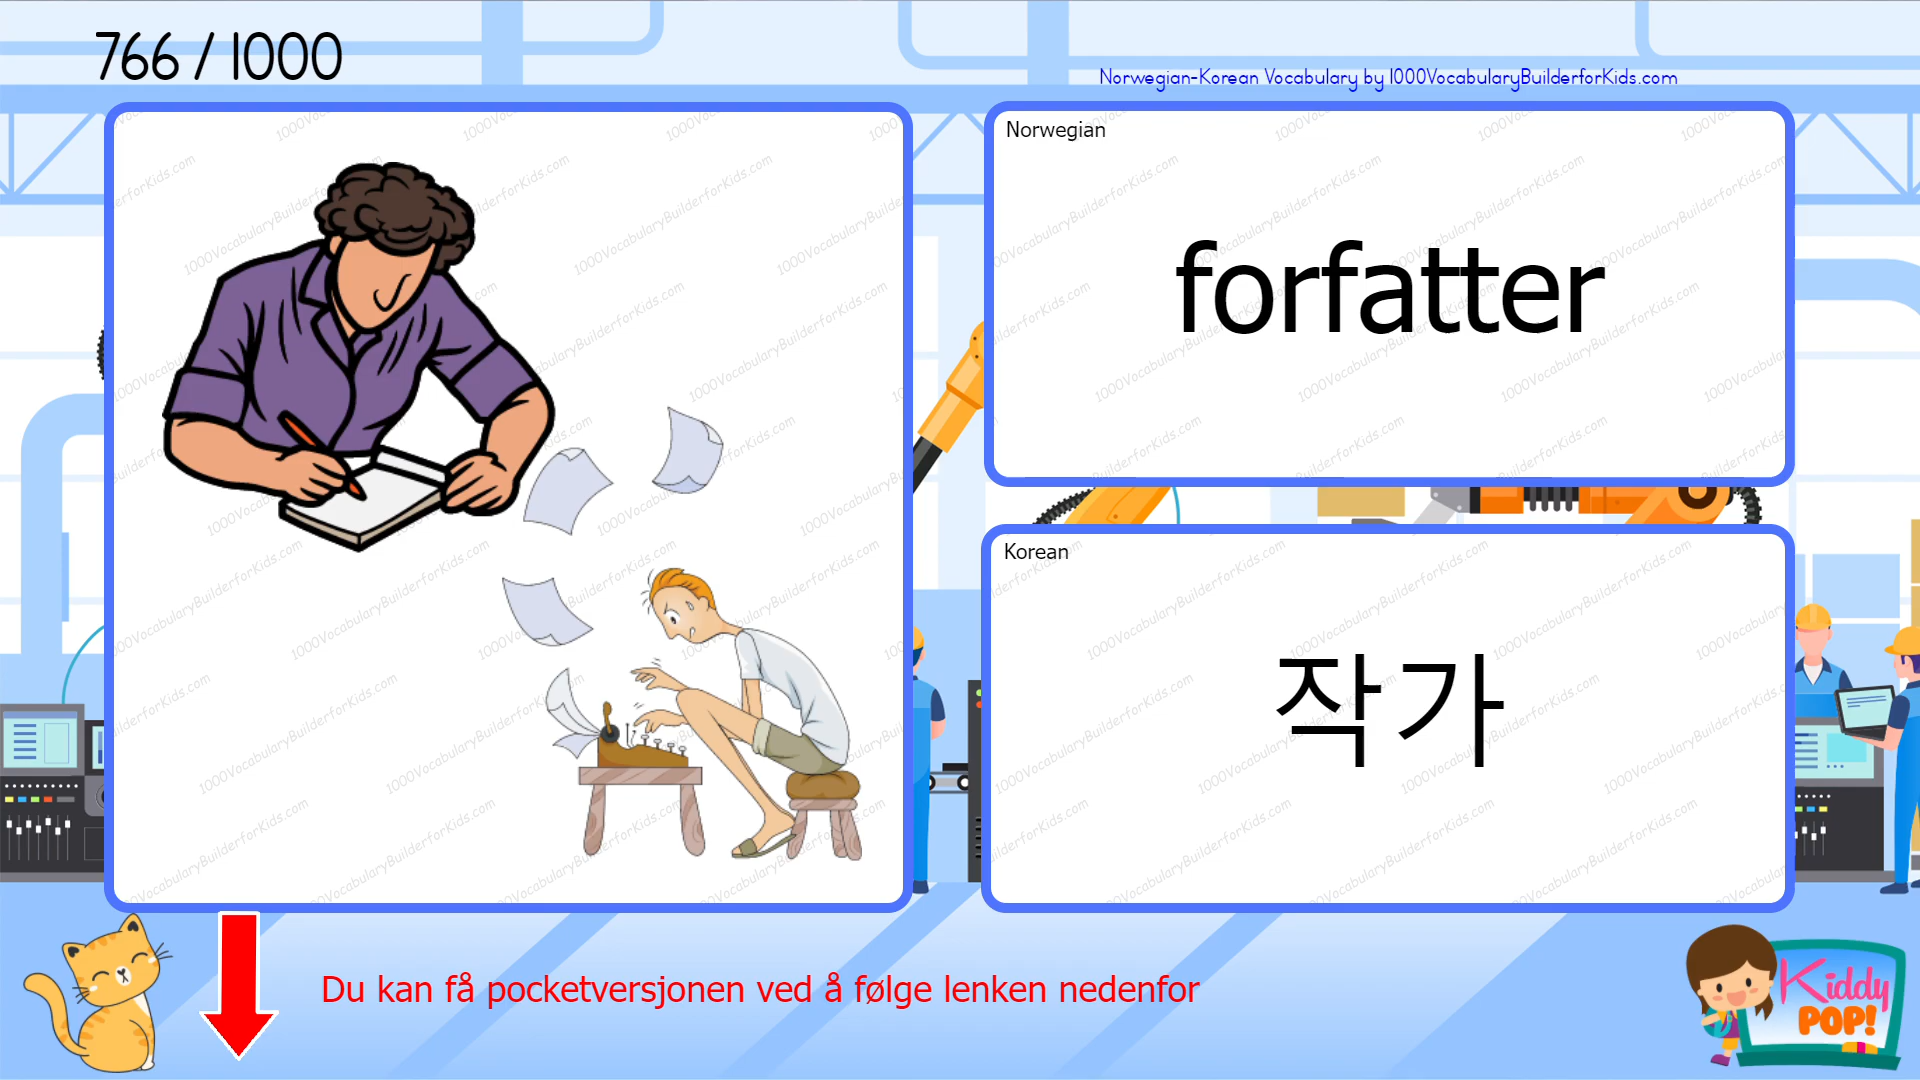 766 / 1000
Norwegian-Korean Vocabulary by 1000VocabularyBuilderforKids.com
Norwegian
forfatter
Korean
작가
Du kan få pocketversjonen ved å følge lenken nedenfor
Kiddy
POP!